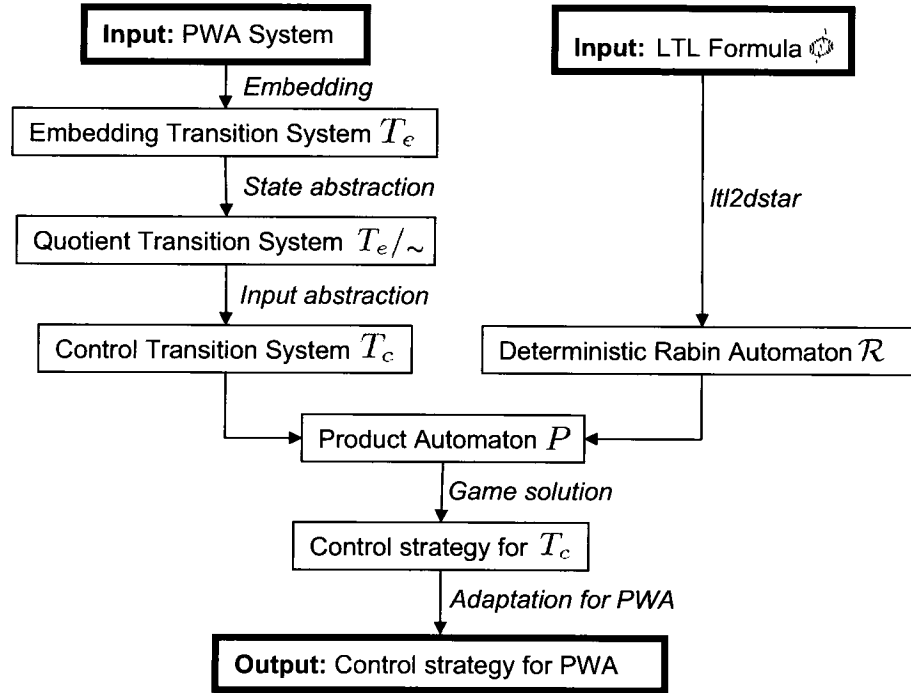 Input: PWA System
Input: LTL Formula ϕ
Embedding
Embedding Transition System T_e
State abstraction
ltl2dstar
Quotient Transition System T_e/∼
Input abstraction
Control Transition System T_c
Deterministic Rabin Automaton ℛ
Product Automaton P
Game solution
Control strategy for T_c
Adaptation for PWA
Output: Control strategy for PWA